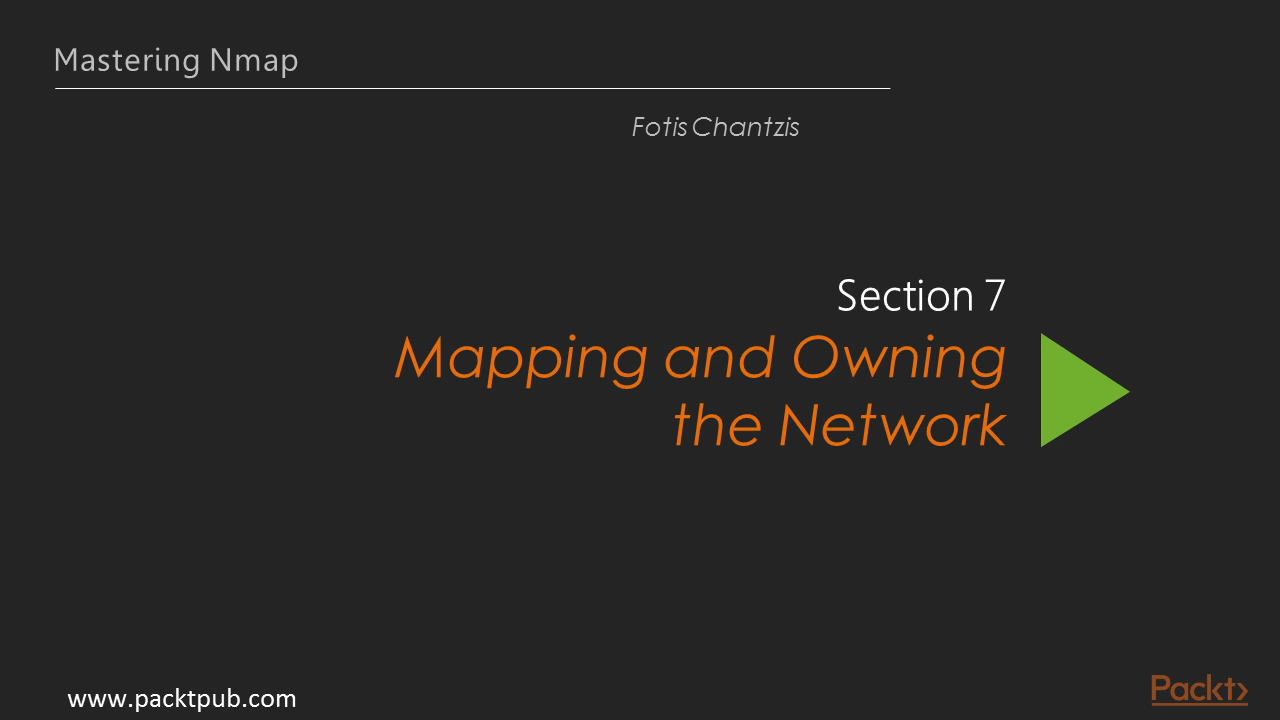 Mastering Nmap
Fotis Chantzis
Section 7
Mapping and Owning
the Network
www.packtpub.com
Packt>